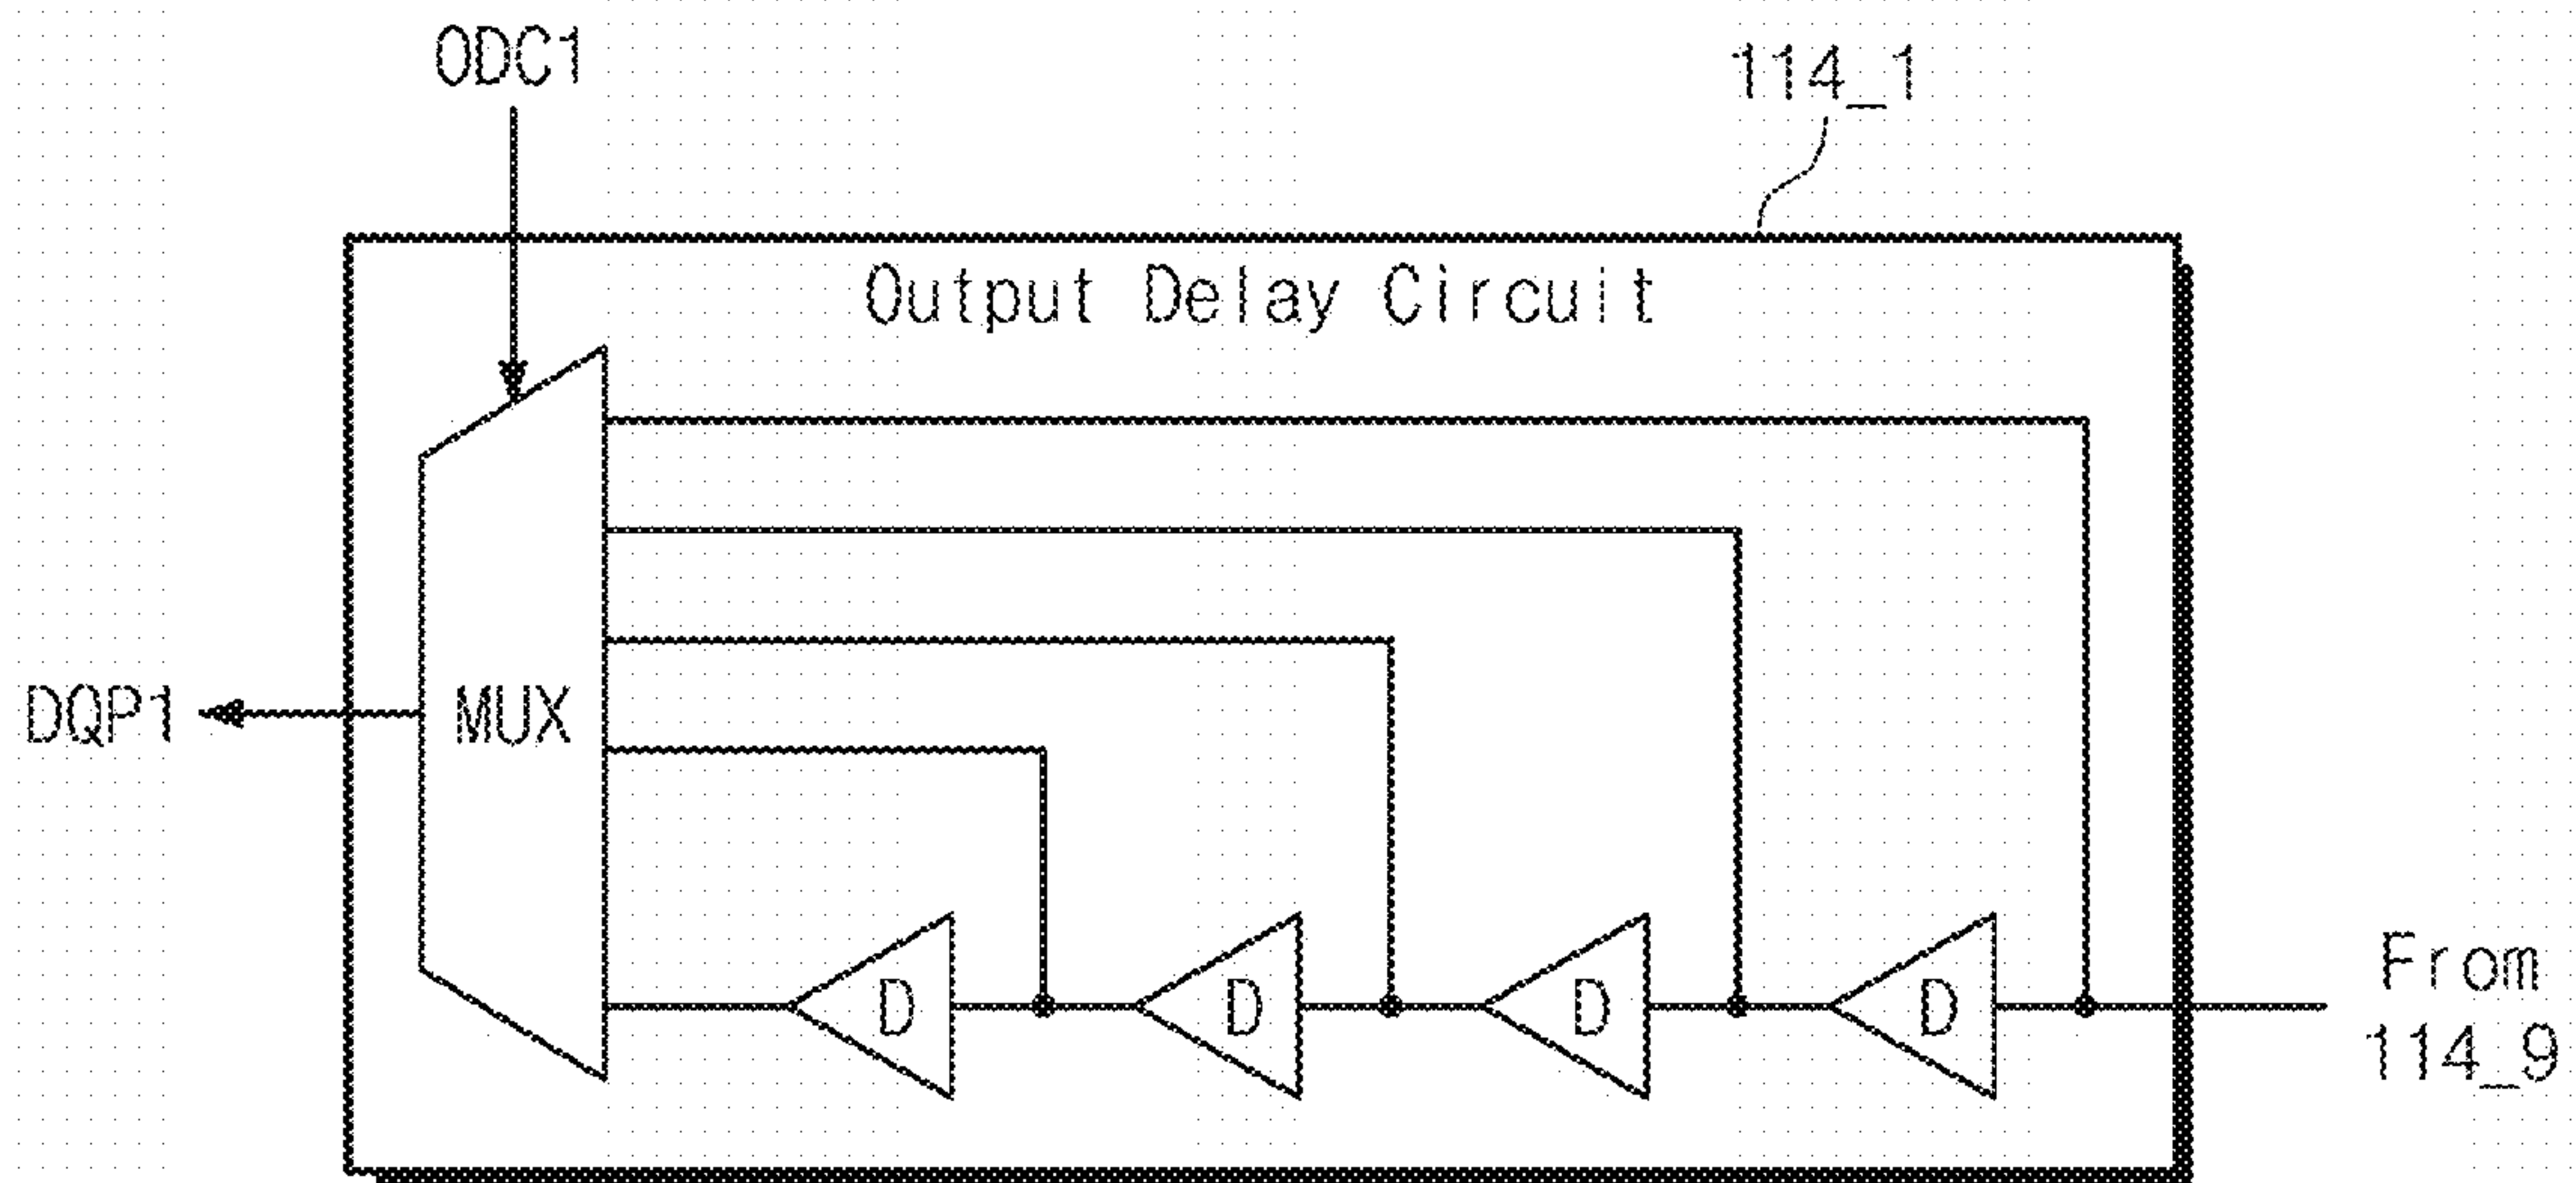 ODC1
114_1
Output Delay Circuit
DQP1
MUX
D
D
D
D
From
114_9